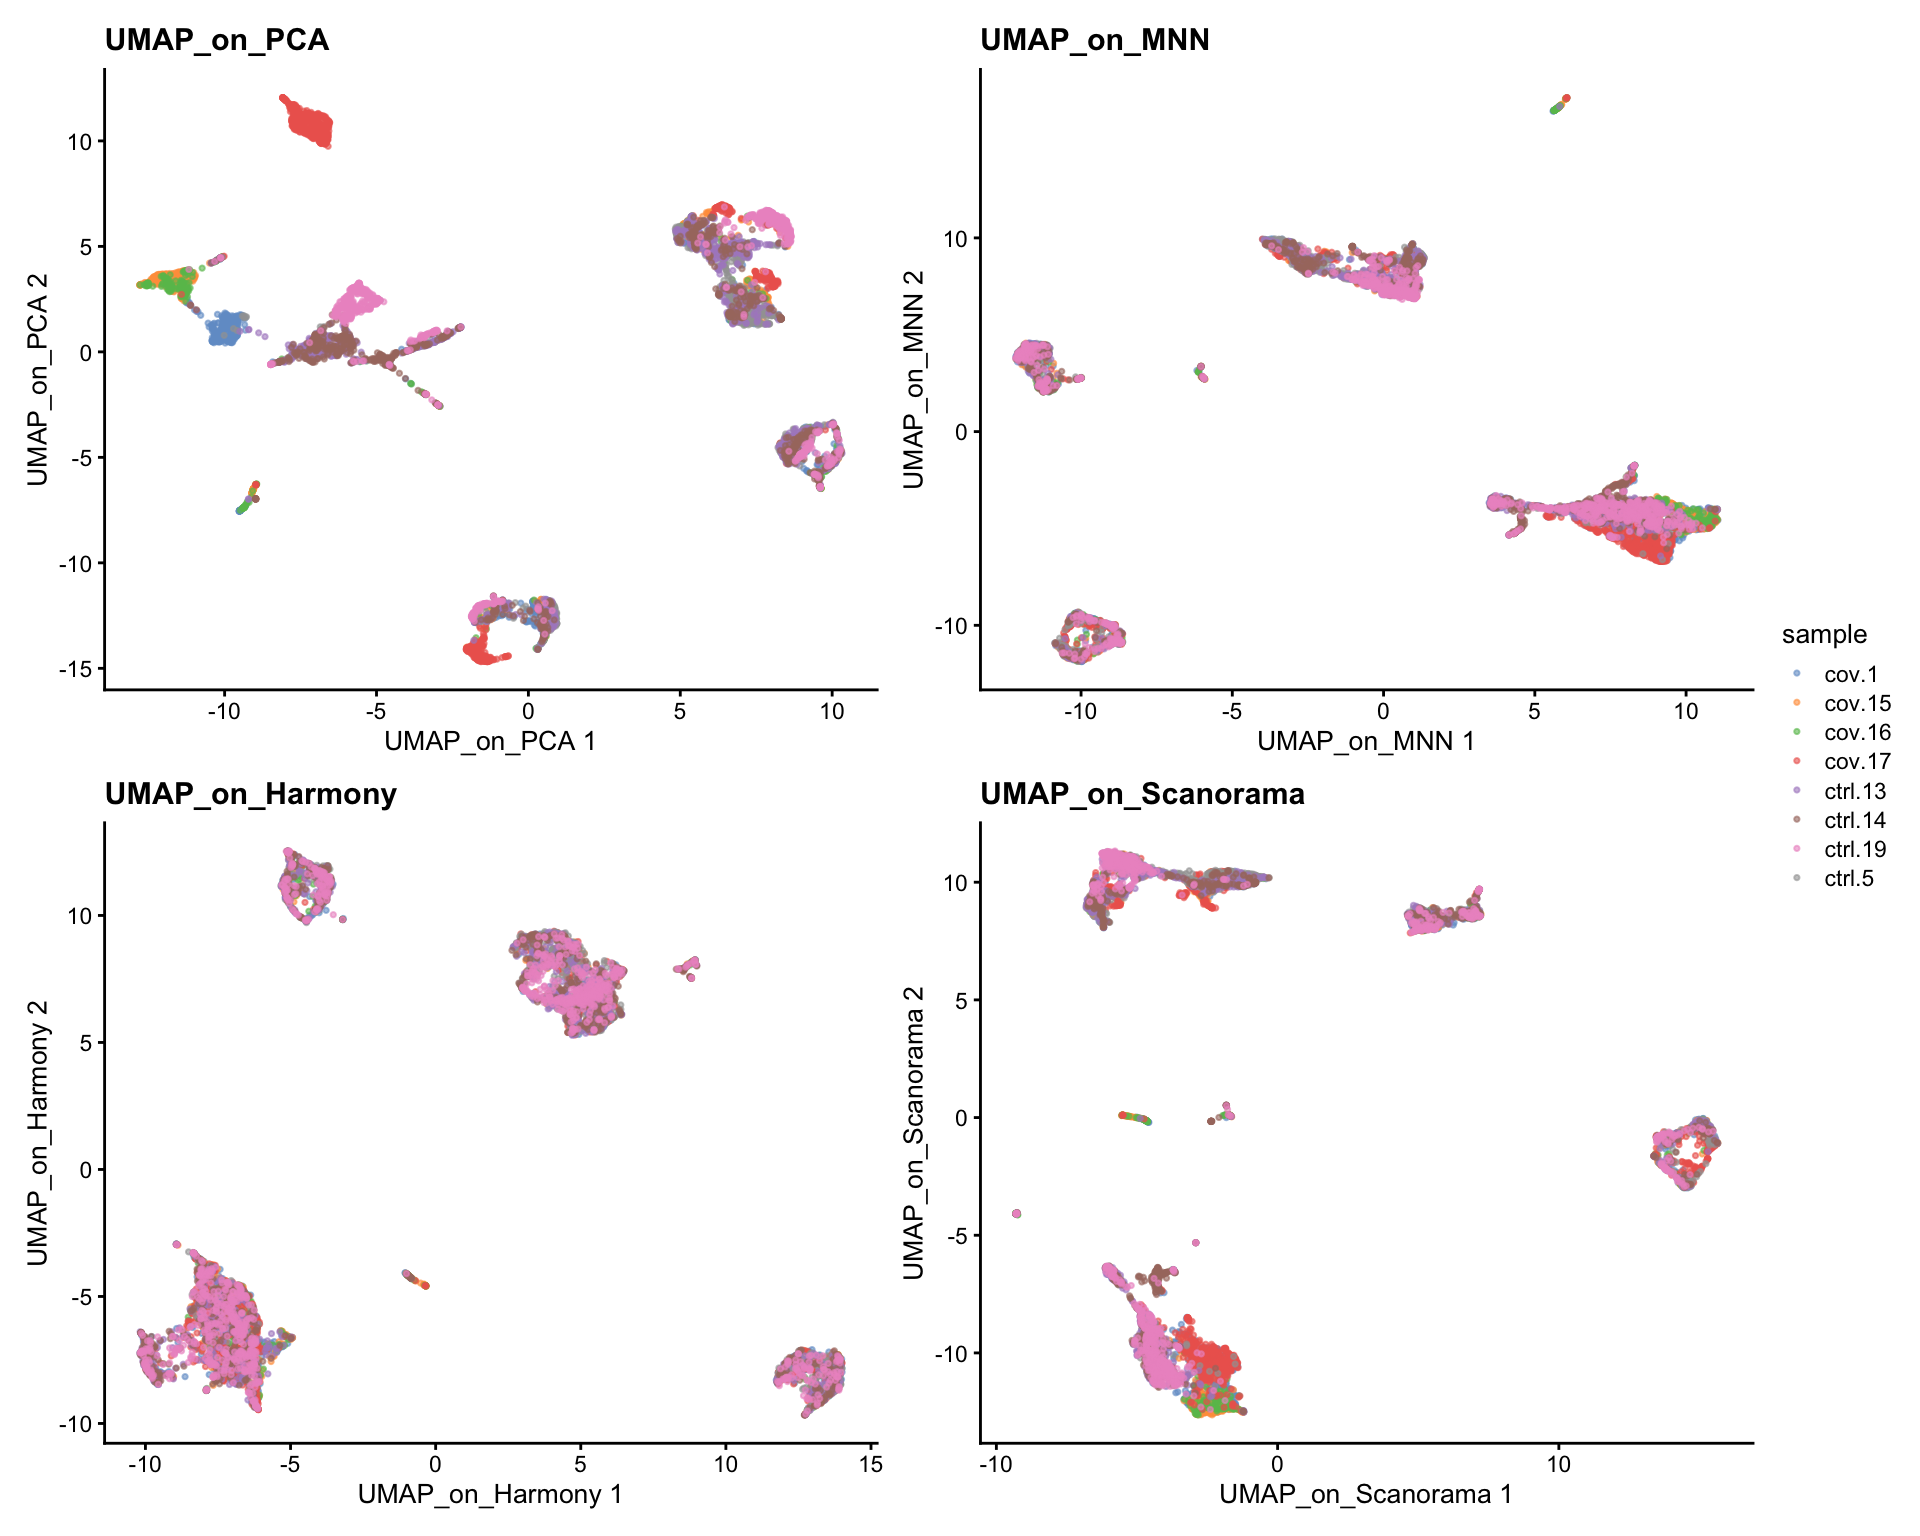 UMAP_on_PCA
10
5
0
-5
-10
-15
UMAP_on_PCA 2
-10
-5
0
5
10
UMAP_on_PCA 1
UMAP_on_MNN
10
0
-10
UMAP_on_MNN 2
-10
-5
0
5
10
UMAP_on_MNN 1
UMAP_on_Harmony
10
5
0
-5
-10
UMAP_on_Harmony 2
-10
-5
0
5
10
15
UMAP_on_Harmony 1
UMAP_on_Scanorama
10
5
0
-5
-10
UMAP_on_Scanorama 2
-10
0
10
UMAP_on_Scanorama 1
sample
cov.1
cov.15
cov.16
cov.17
ctrl.13
ctrl.14
ctrl.19
ctrl.5